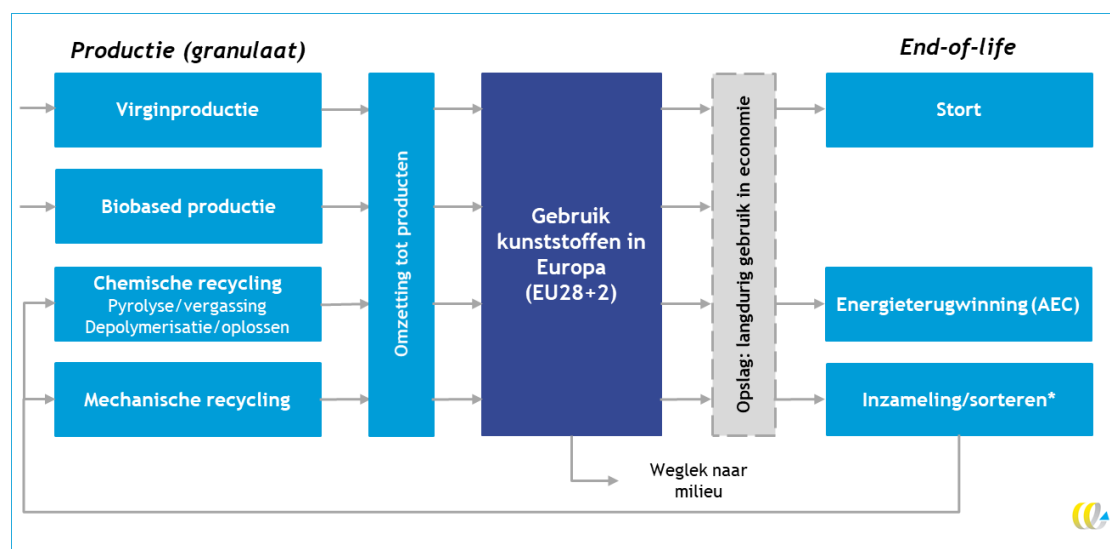 Productie (granulaat)
End-of-life
Virginproductie
Biobased productie
Chemische recycling
Pyrolyse/vergassing
Depolymerisatie/oplossen
Mechanische recycling
Omzetting tot producten
Gebruik
kunststoffen in
Europa
(EU28+2)
Opslag: langdurig gebruik in economie
Stort
Energieterugwinning (AEC)
Inzameling/sorteren*
Weglek naar
milieu